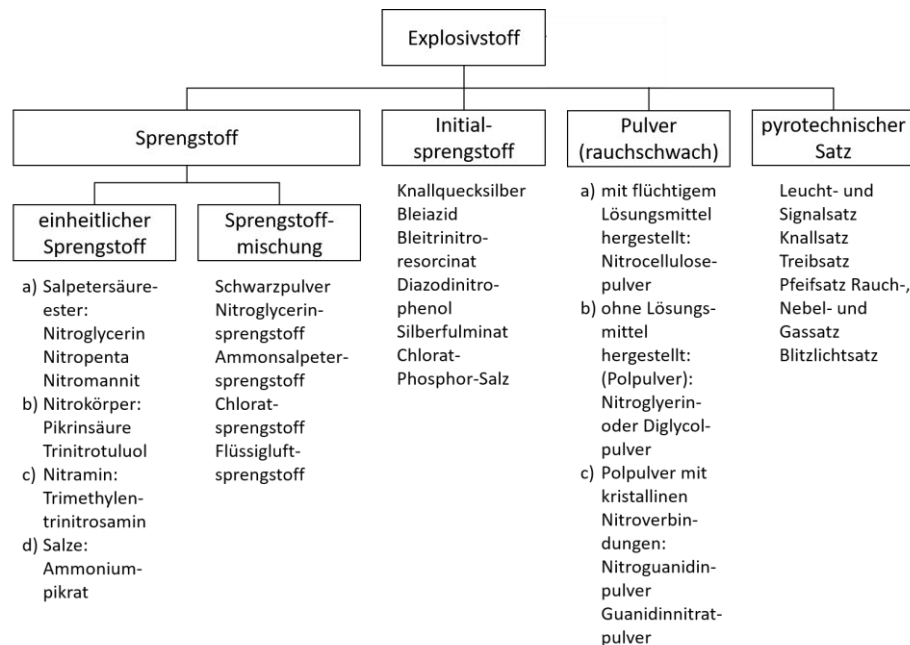 Explosivstoff
Sprengstoff
einheitlicher
Sprengstoff
a) Salpetersäure-
ester:
Nitroglycerin
Nitropenta
Nitromannit
b) Nitrokörper:
Pikrinsäure
Trinitrotuluol
c) Nitramin:
Trimethylen-
trinitrosamin
d) Salze:
Ammonium-
pikrat
Sprengstoff-
mischung
Schwarzpulver
Nitroglycerin-
sprengstoff
Ammonsalpeter-
sprengstoff
Chlorat-
sprengstoff
Flüssigluft-
sprengstoff
Initial-
sprengstoff
Knallquecksilber
Bleiazid
Bleitrinitro-
resorcinat
Diazodinitro-
phenol
Silberfulminat
Chlorat-
Phosphor-Salz
Pulver
(rauchschwach)
a) mit flüchtigem
Lösungsmittel
hergestellt:
Nitrocellulose-
pulver
b) ohne Lösungs-
mittel
hergestellt:
(Polpulver):
Nitroglyerin-
oder Diglycol-
pulver
c) Polpulver mit
kristallinen
Nitroverbin-
dungen:
Nitroguanidin-
pulver
Guanidinnitrat-
pulver
pyrotechnischer
Satz
Leucht- und
Signalsatz
Knallsatz
Treibsatz
Pfeifsatz Rauch-,
Nebel- und
Gassatz
Blitzlichtsatz